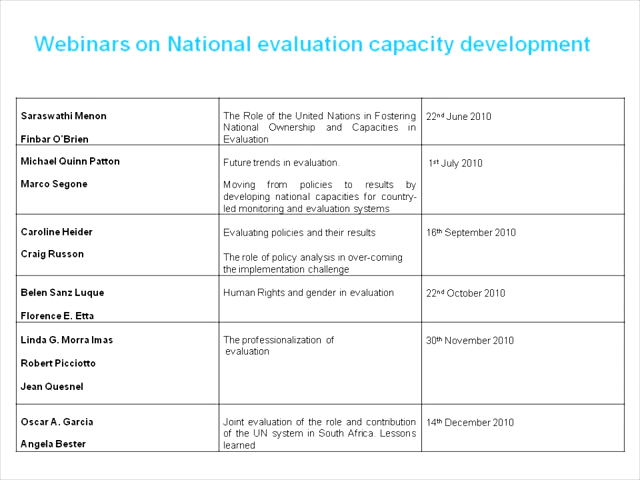 Webinars on National evaluation capacity development
Saraswathi Menon
Finbar O'Brien
The Role of the United Nations in Fostering
National Ownership and Capacities in
Evaluation
22nd June 2010
Michael Quinn Patton
Marco Segone
Future trends in evaluation.
Moving from policies to results by
developing national capacities for country-
led monitoring and evaluation systems
1st July 2010
Caroline Heider
Craig Russon
Evaluating policies and their results
The role of policy analysis in over-coming
the implementation challenge
16th September 2010
Belen Sanz Luque
Florence E. Etta
Human Rights and gender in evaluation
22nd October 2010
Linda G. Morra Imas
Robert Picciotto
Jean Quesnel
The professionalization of
evaluation
30th November 2010
Oscar A. Garcia
Angela Bester
Joint evaluation of the role and contribution
of the UN system in South Africa. Lessons
learned
14th December 2010